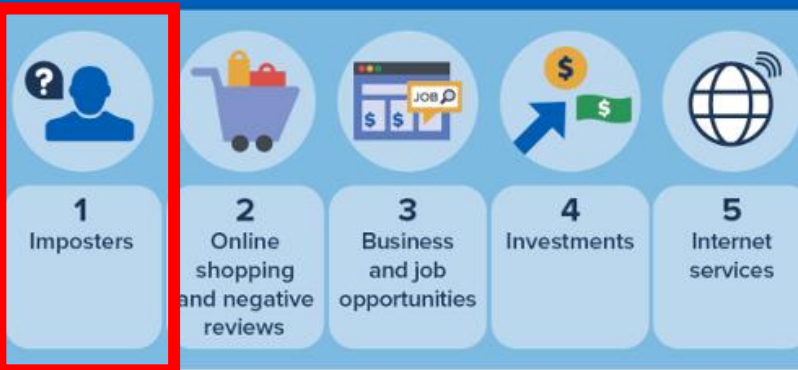 ?
JOB
$ $
$
$
1
Imposters
2
Online
shopping
and negative
reviews
3
Business
and job
opportunities
4
Investments
5
Internet
services